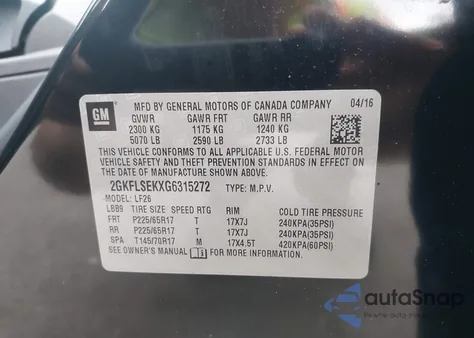 GM
MFD BY GENERAL MOTORS OF CANADA COMPANY 04/16
GVWR GAWR FRT GAWR RR
2300 KG 1175 KG 1240 KG
5070 LB 2590 LB 2733 LB
THIS VEHICLE CONFORMS TO ALL APPLICABLE U.S. FEDERAL MOTOR
VEHICLE SAFETY, BUMPER, AND THEFT PREVENTION STANDARDS IN
EFFECT ON THE DATE OF MANUFACTURE SHOWN ABOVE.
2GKFLSEKXG6315272 TYPE: M.P.V.
MODEL: LF26
LBB9 TIRE SIZE SPEED RTG RIM COLD TIRE PRESSURE
FRT P225/65R17 T 17X7J 240KPA(35PSI)
RR P225/65R17 T 17X7J 240KPA(35PSI)
SPA T145/70R17 M 17X4.5T 420KPA(60PSI)
SEE OWNER'S MANUAL FOR MORE INFORMATION.
autoSnap